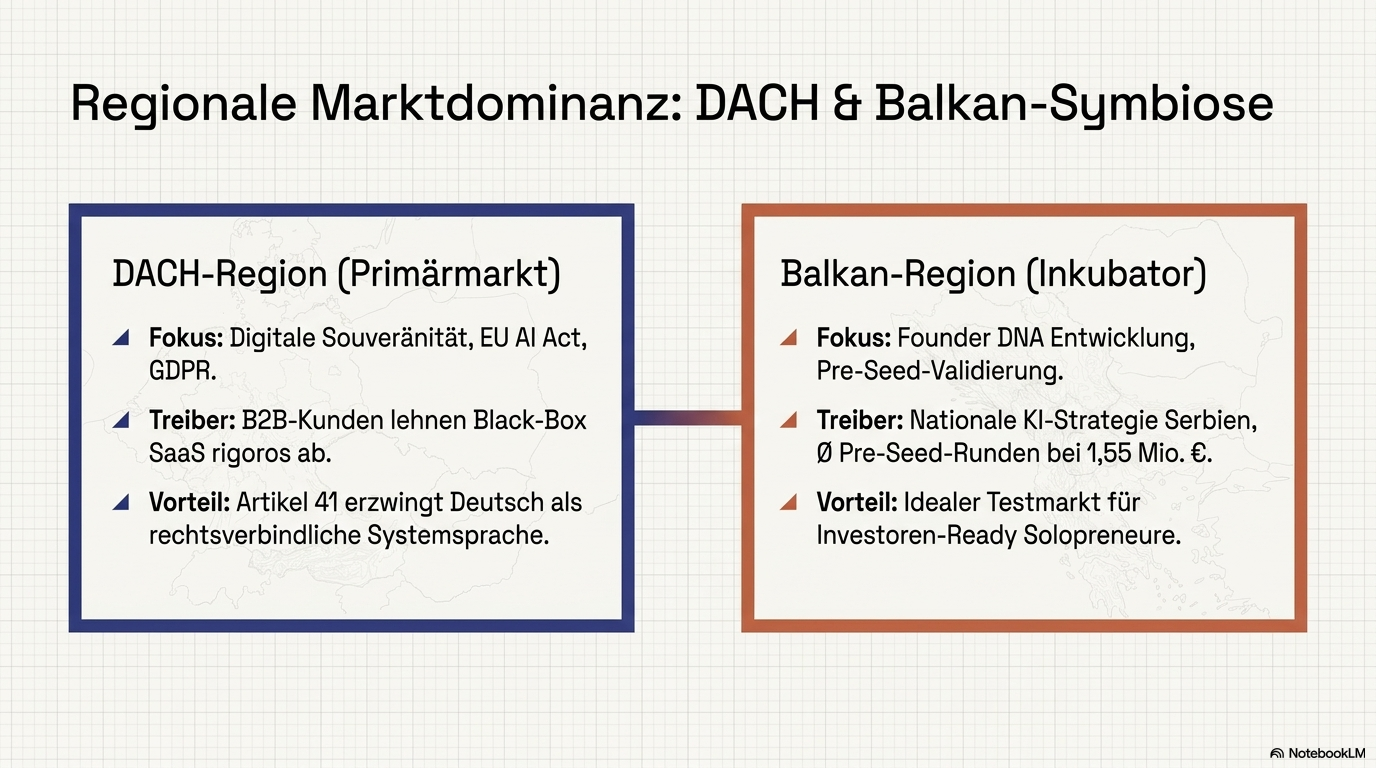 Regionale Marktdominanz: DACH & Balkan-Symbiose
DACH-Region (Primärmarkt)
Fokus: Digitale Souveränität, EU AI Act,
GDPR.
Treiber: B2B-Kunden lehnen Black-Box
SaaS rigoros ab.
Vorteil: Artikel 41 erzwingt Deutsch als
rechtsverbindliche Systemsprache.
Balkan-Region (Inkubator)
Fokus: Founder DNA Entwicklung,
Pre-Seed-Validierung.
Treiber: Nationale KI-Strategie Serbien,
Ø Pre-Seed-Runden bei 1,55 Mio. €.
Vorteil: Idealer Testmarkt für
Investoren-Ready Solopreneure.
NotebookLM